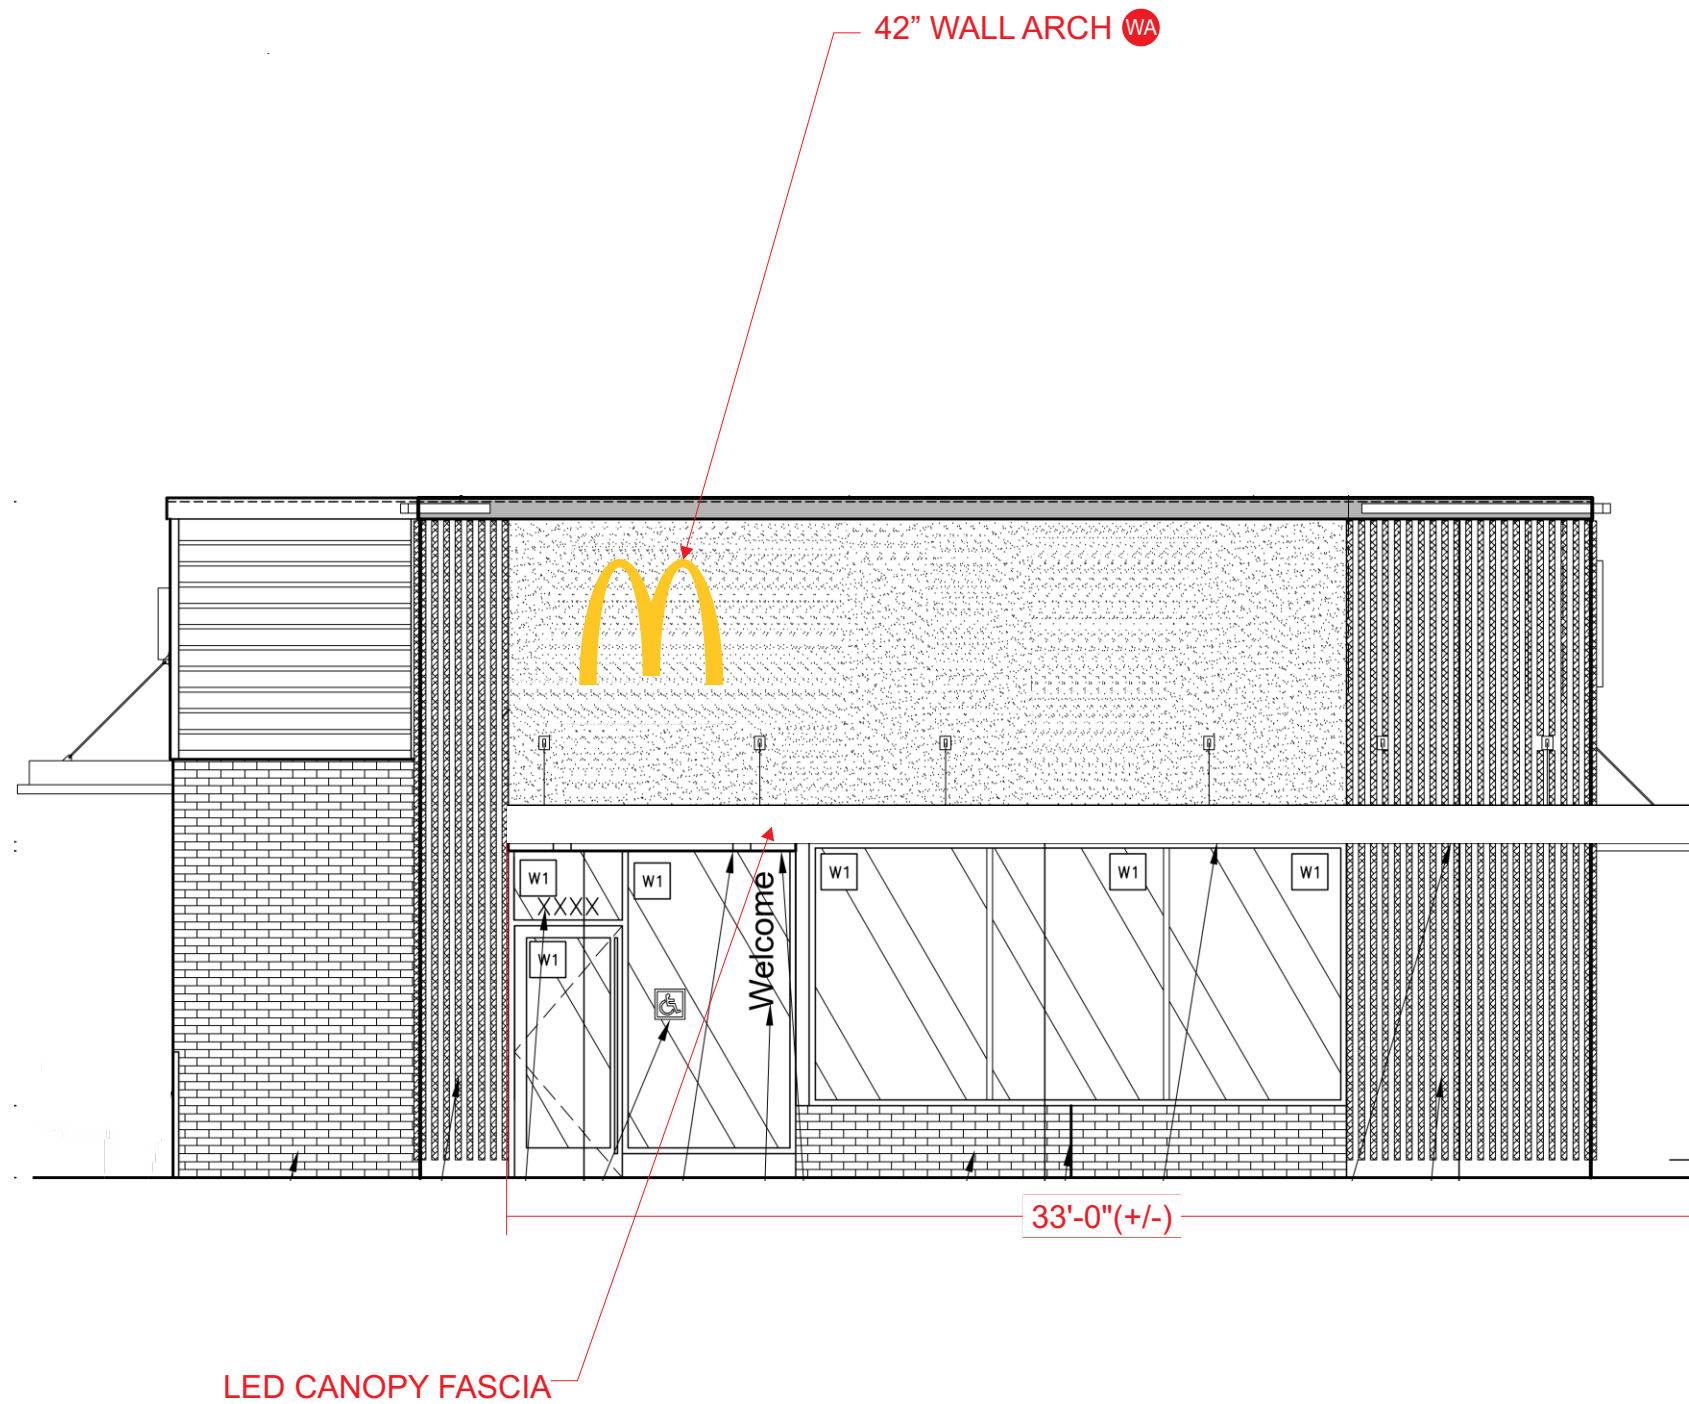 42” WALL ARCH WA
W1
W1
W1
W1
W1
XXXX
W1
Welcome
33'-0"(+/-)
LED CANOPY FASCIA